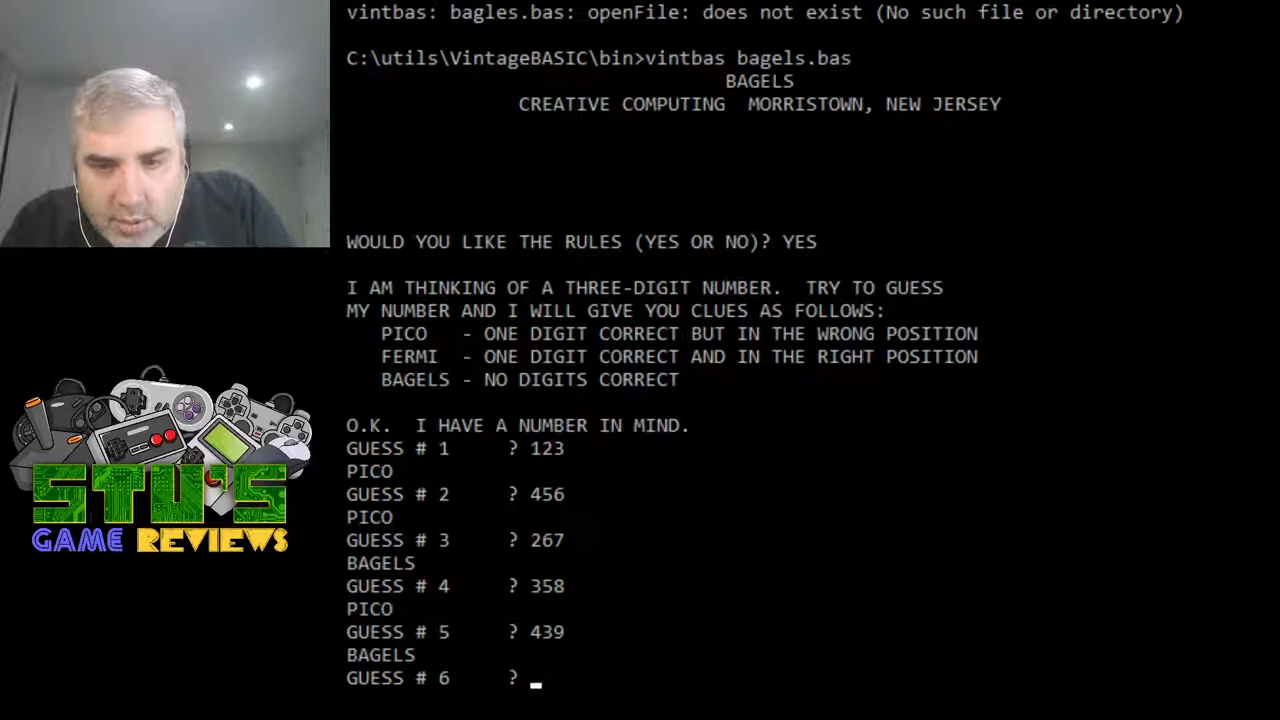 vintbas: bagles.bas: openFile: does not exist (No such file or directory)
C:\utils\VintageBASIC\bin>vintbas bagels.bas
BAGELS
CREATIVE COMPUTING  MORRISTOWN, NEW JERSEY
WOULD YOU LIKE THE RULES (YES OR NO)? YES
I AM THINKING OF A THREE-DIGIT NUMBER.  TRY TO GUESS
MY NUMBER AND I WILL GIVE YOU CLUES AS FOLLOWS:
PICO   - ONE DIGIT CORRECT BUT IN THE WRONG POSITION
FERMI  - ONE DIGIT CORRECT AND IN THE RIGHT POSITION
BAGELS - NO DIGITS CORRECT
O.K.  I HAVE A NUMBER IN MIND.
GUESS # 1     ? 123
PICO
GUESS # 2     ? 456
PICO
GUESS # 3     ? 267
BAGELS
GUESS # 4     ? 358
PICO
GUESS # 5     ? 439
BAGELS
GUESS # 6     ?
STU'S
GAME REVIEWS